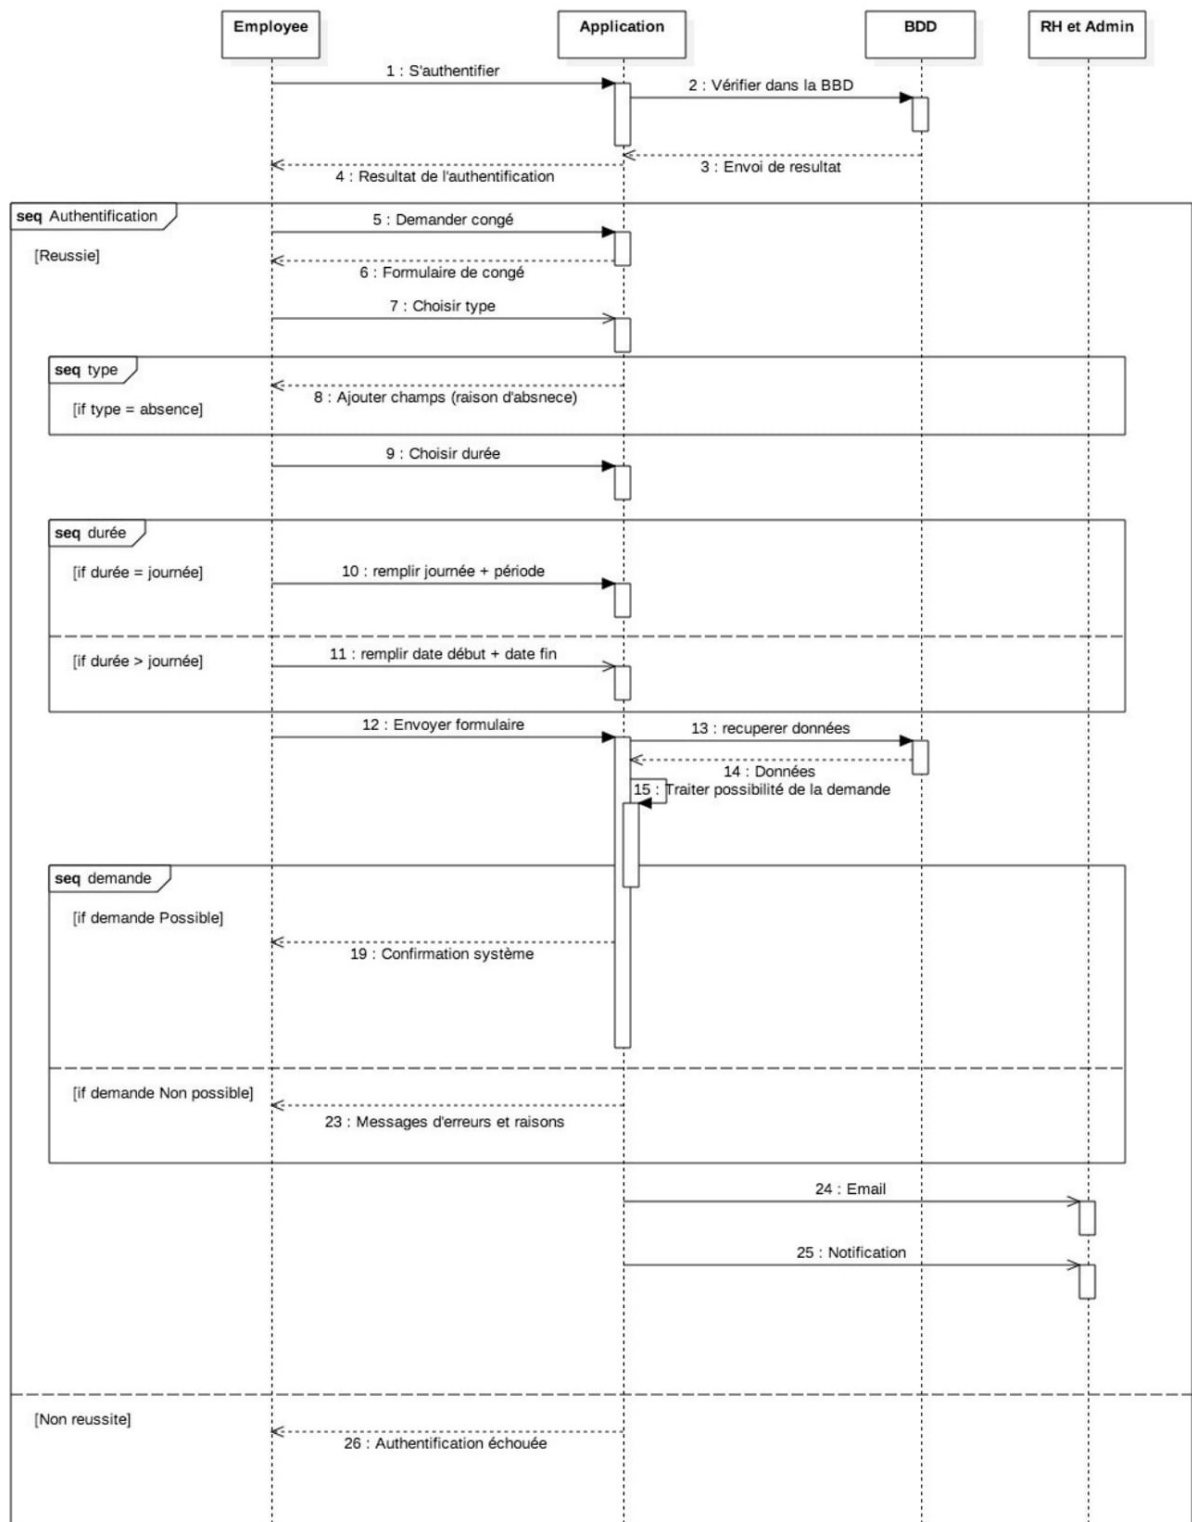 Employee
Application
BDD
RH et Admin
1 : S'authentifier
2 : Vérifier dans la BBD
3 : Envoi de resultat
4 : Resultat de l'authentification
seq Authentification
[Reussie]
5 : Demander congé
6 : Formulaire de congé
7 : Choisir type
seq type
[if type = absence]
8 : Ajouter champs (raison d'absnece)
9 : Choisir durée
seq durée
[if durée = journée]
10 : remplir journée + période
[if durée > journée]
11 : remplir date début + date fin
12 : Envoyer formulaire
13 : recuperer données
14 : Données
15 : Traiter possibilité de la demande
seq demande
[if demande Possible]
19 : Confirmation système
[if demande Non possible]
23 : Messages d'erreurs et raisons
24 : Email
25 : Notification
[Non reussite]
26 : Authentification échouée